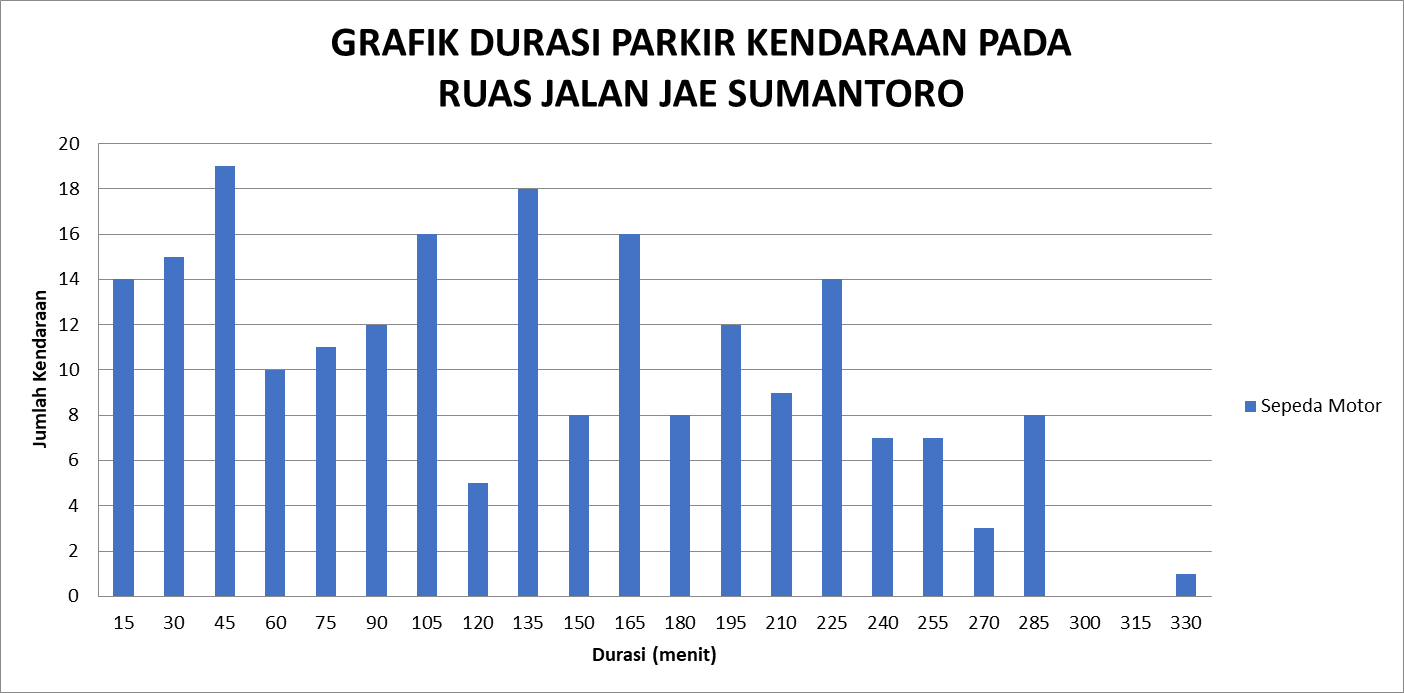 GRAFIK DURASI PARKIR KENDARAAN PADA
RUAS JALAN JAE SUMANTORO
20
18
16
14
12
10
8
6
4
2
0
Jumlah Kendaraan
15 30 45 60 75 90 105 120 135 150 165 180 195 210 225 240 255 270 285 300 315 330
Durasi (menit)
Sepeda Motor